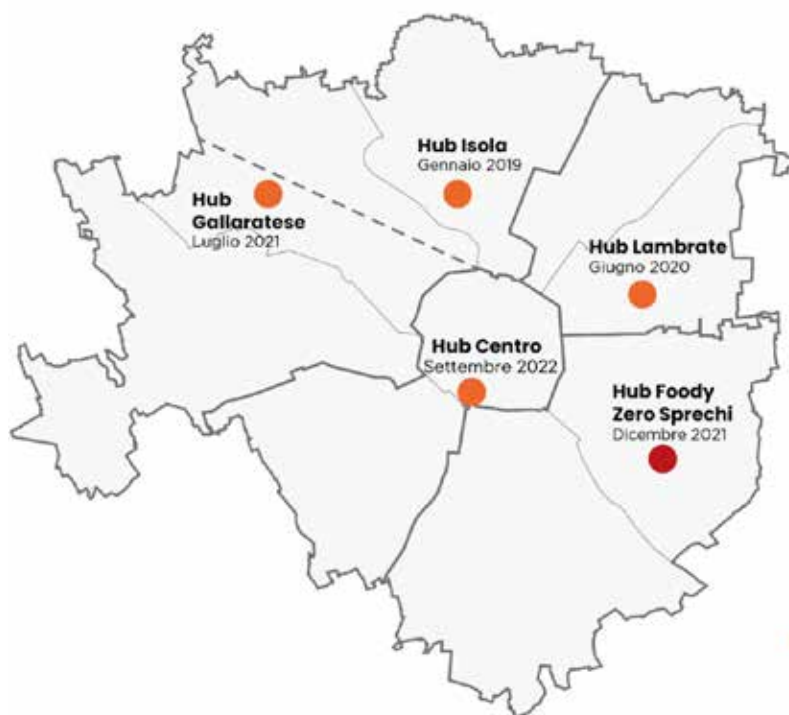 Hub Isola
Gennaio 2019
Hub
Gallaratese
Luglio 2021
Hub Lambrate
Giugno 2020
Hub Centro
Settembre 2022
Hub Foody
Zero Sprechi
Dicembre 2021